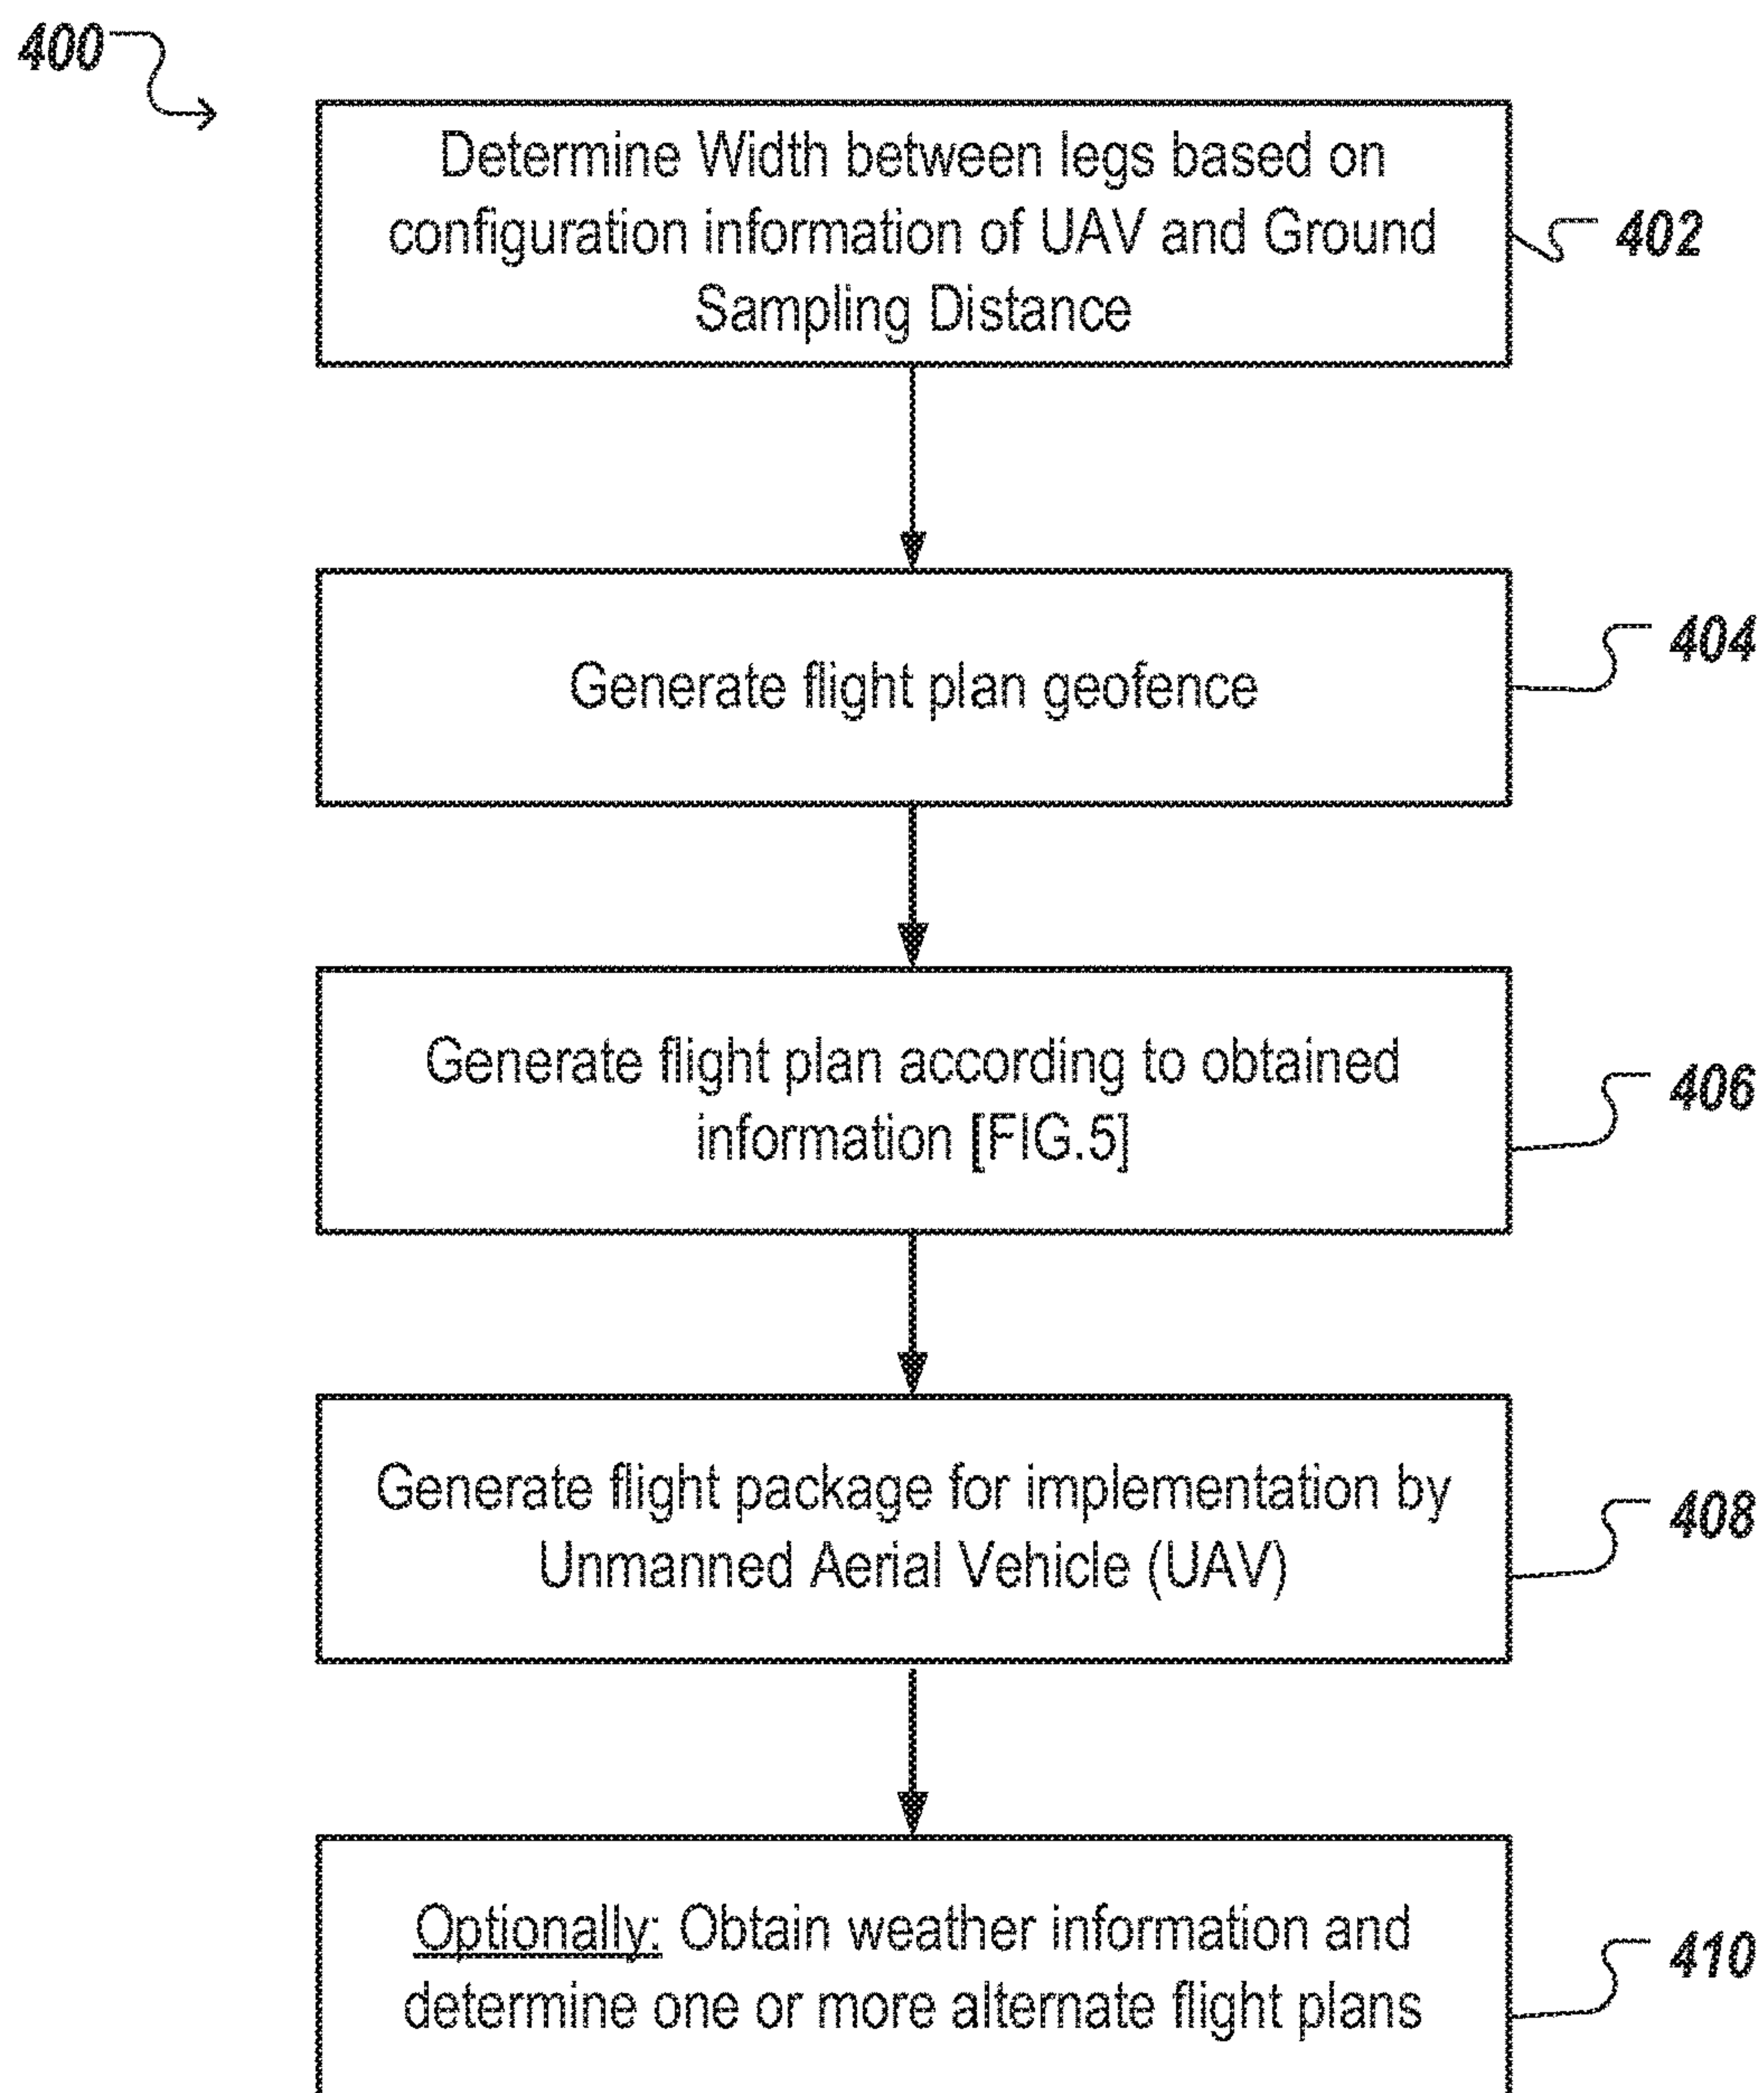 400
Determine Width between legs based on
configuration information of UAV and Ground
Sampling Distance
402
Generate flight plan geofence
404
Generate flight plan according to obtained
information [FIG.5]
406
Generate flight package for implementation by
Unmanned Aerial Vehicle (UAV)
408
Optionally: Obtain weather information and
determine one or more alternate flight plans
410